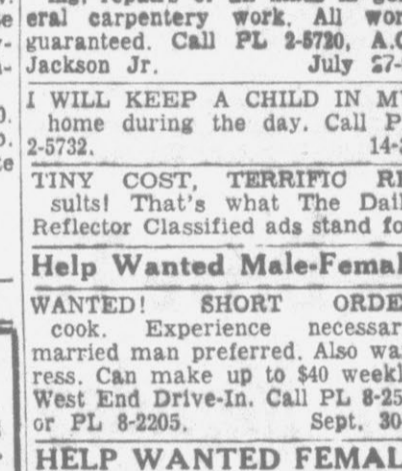 eral carpentery work. All wor
guaranteed. Call PL 2-5720, A.C
Jackson Jr. July 27-
I WILL KEEP A CHILD IN M
home during the day. Call P
2-5732. 14-
TINY COST, TERRIFIC RE
sults! That's what The Dail
Reflector Classified ads stand fo
Help Wanted Male-Femal
WANTED! SHORT ORDE
cook. Experience necessar
married man preferred. Also wa
ress. Can make up to $40 weekl
West End Drive-In. Call PL 8-25
or PL 8-2205. Sept. 30-
HELP WANTED FEMAL